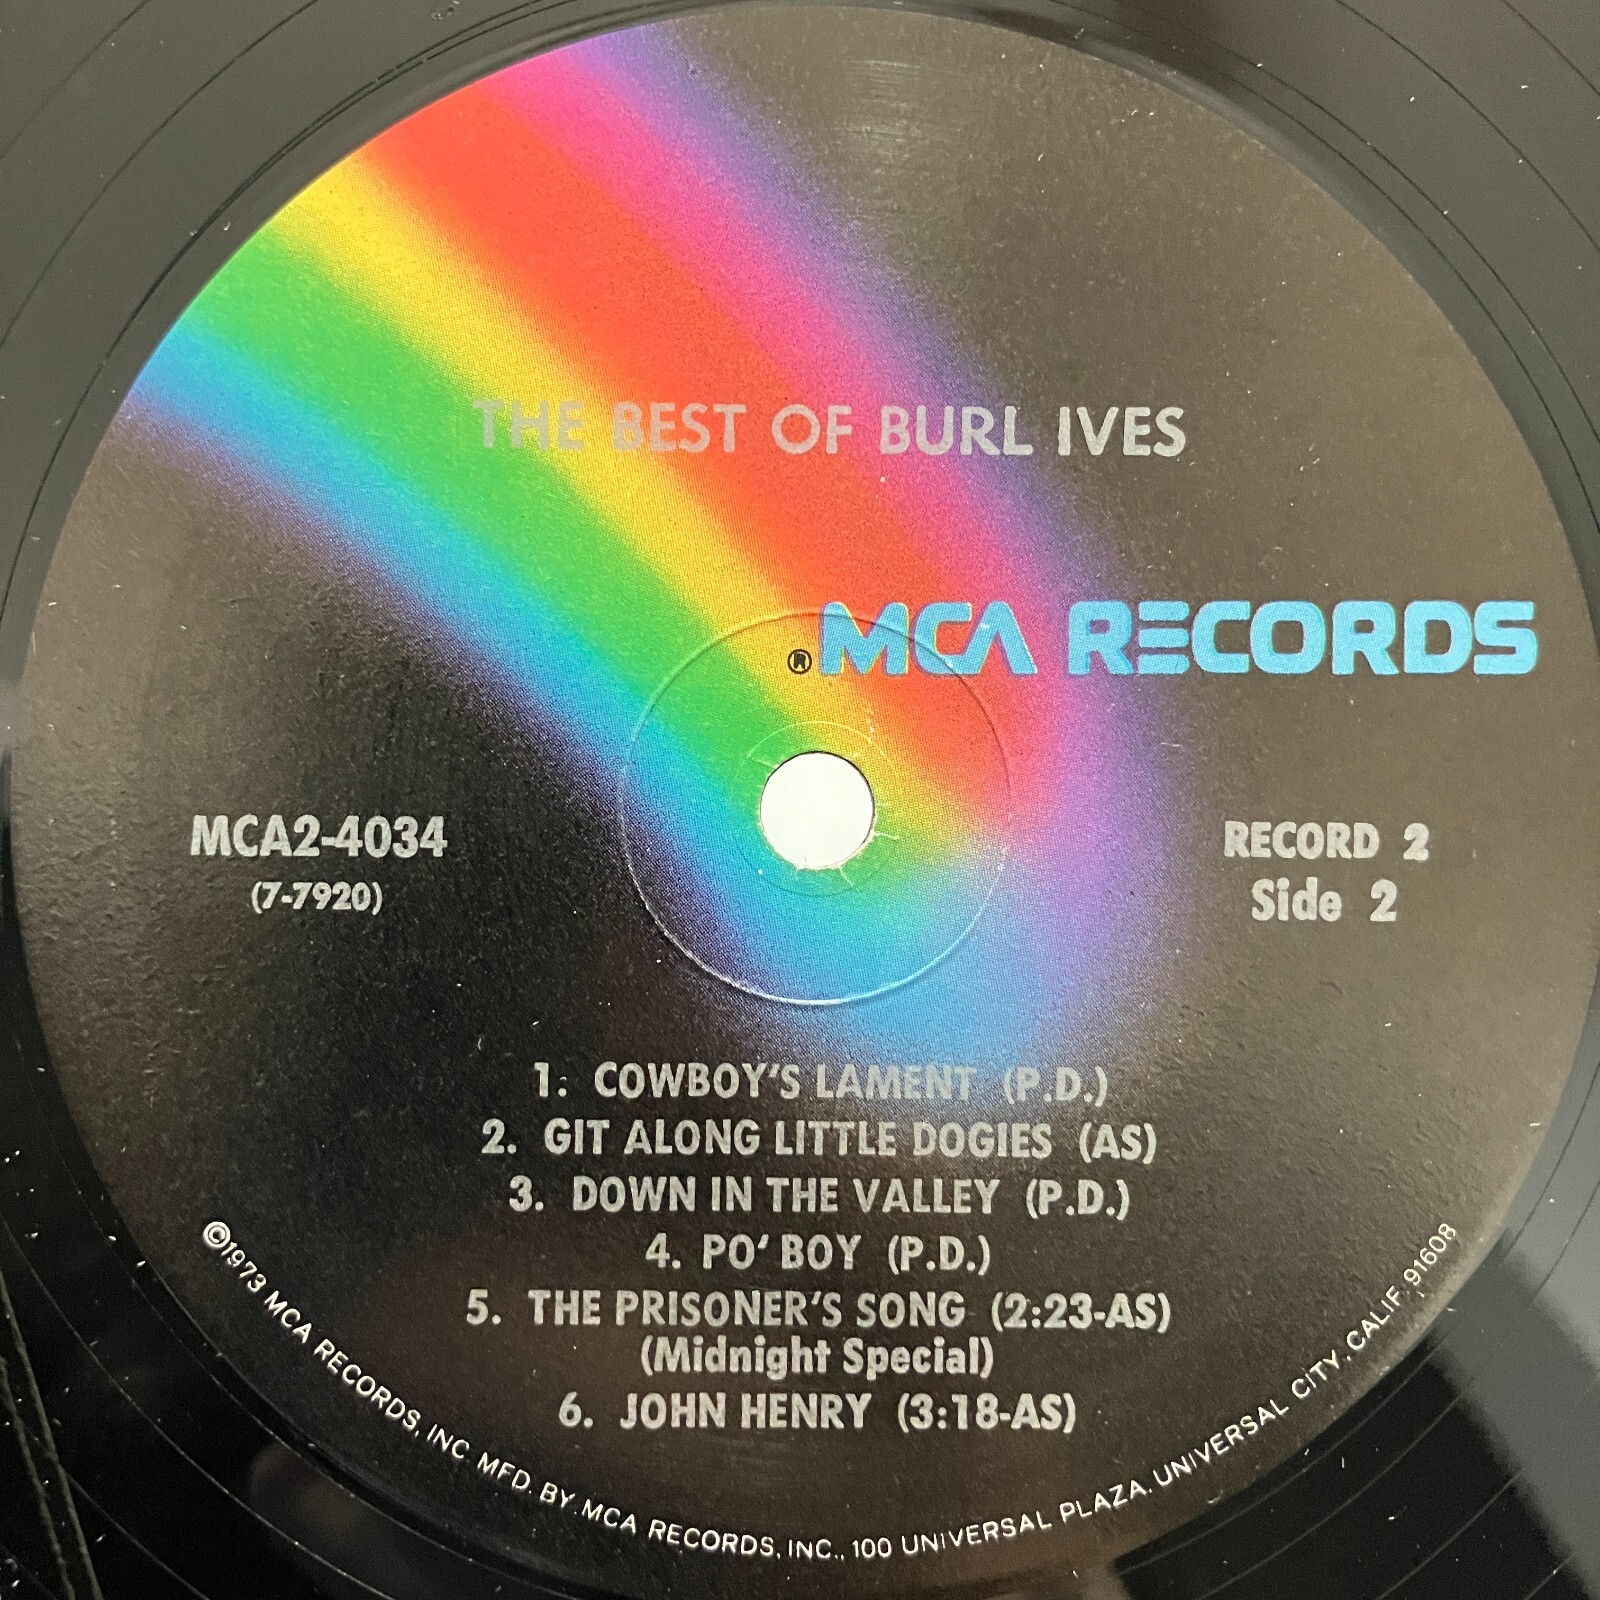 THE BEST OF BURL IVES
® MCA RECORDS
MCA2-4034
(7-7920)
RECORD 2
Side 2
1. COWBOY'S LAMENT (P.D.)
2. GIT ALONG LITTLE DOGIES (AS)
3. DOWN IN THE VALLEY (P.D.)
4. PO' BOY (P.D.)
5. THE PRISONER'S SONG (2:23-AS)
(Midnight Special)
6. JOHN HENRY (3:18-AS)
©1973 MCA RECORDS, INC. MFD. BY MCA RECORDS, INC., 100 UNIVERSAL PLAZA, UNIVERSAL CITY, CALIF. 91608